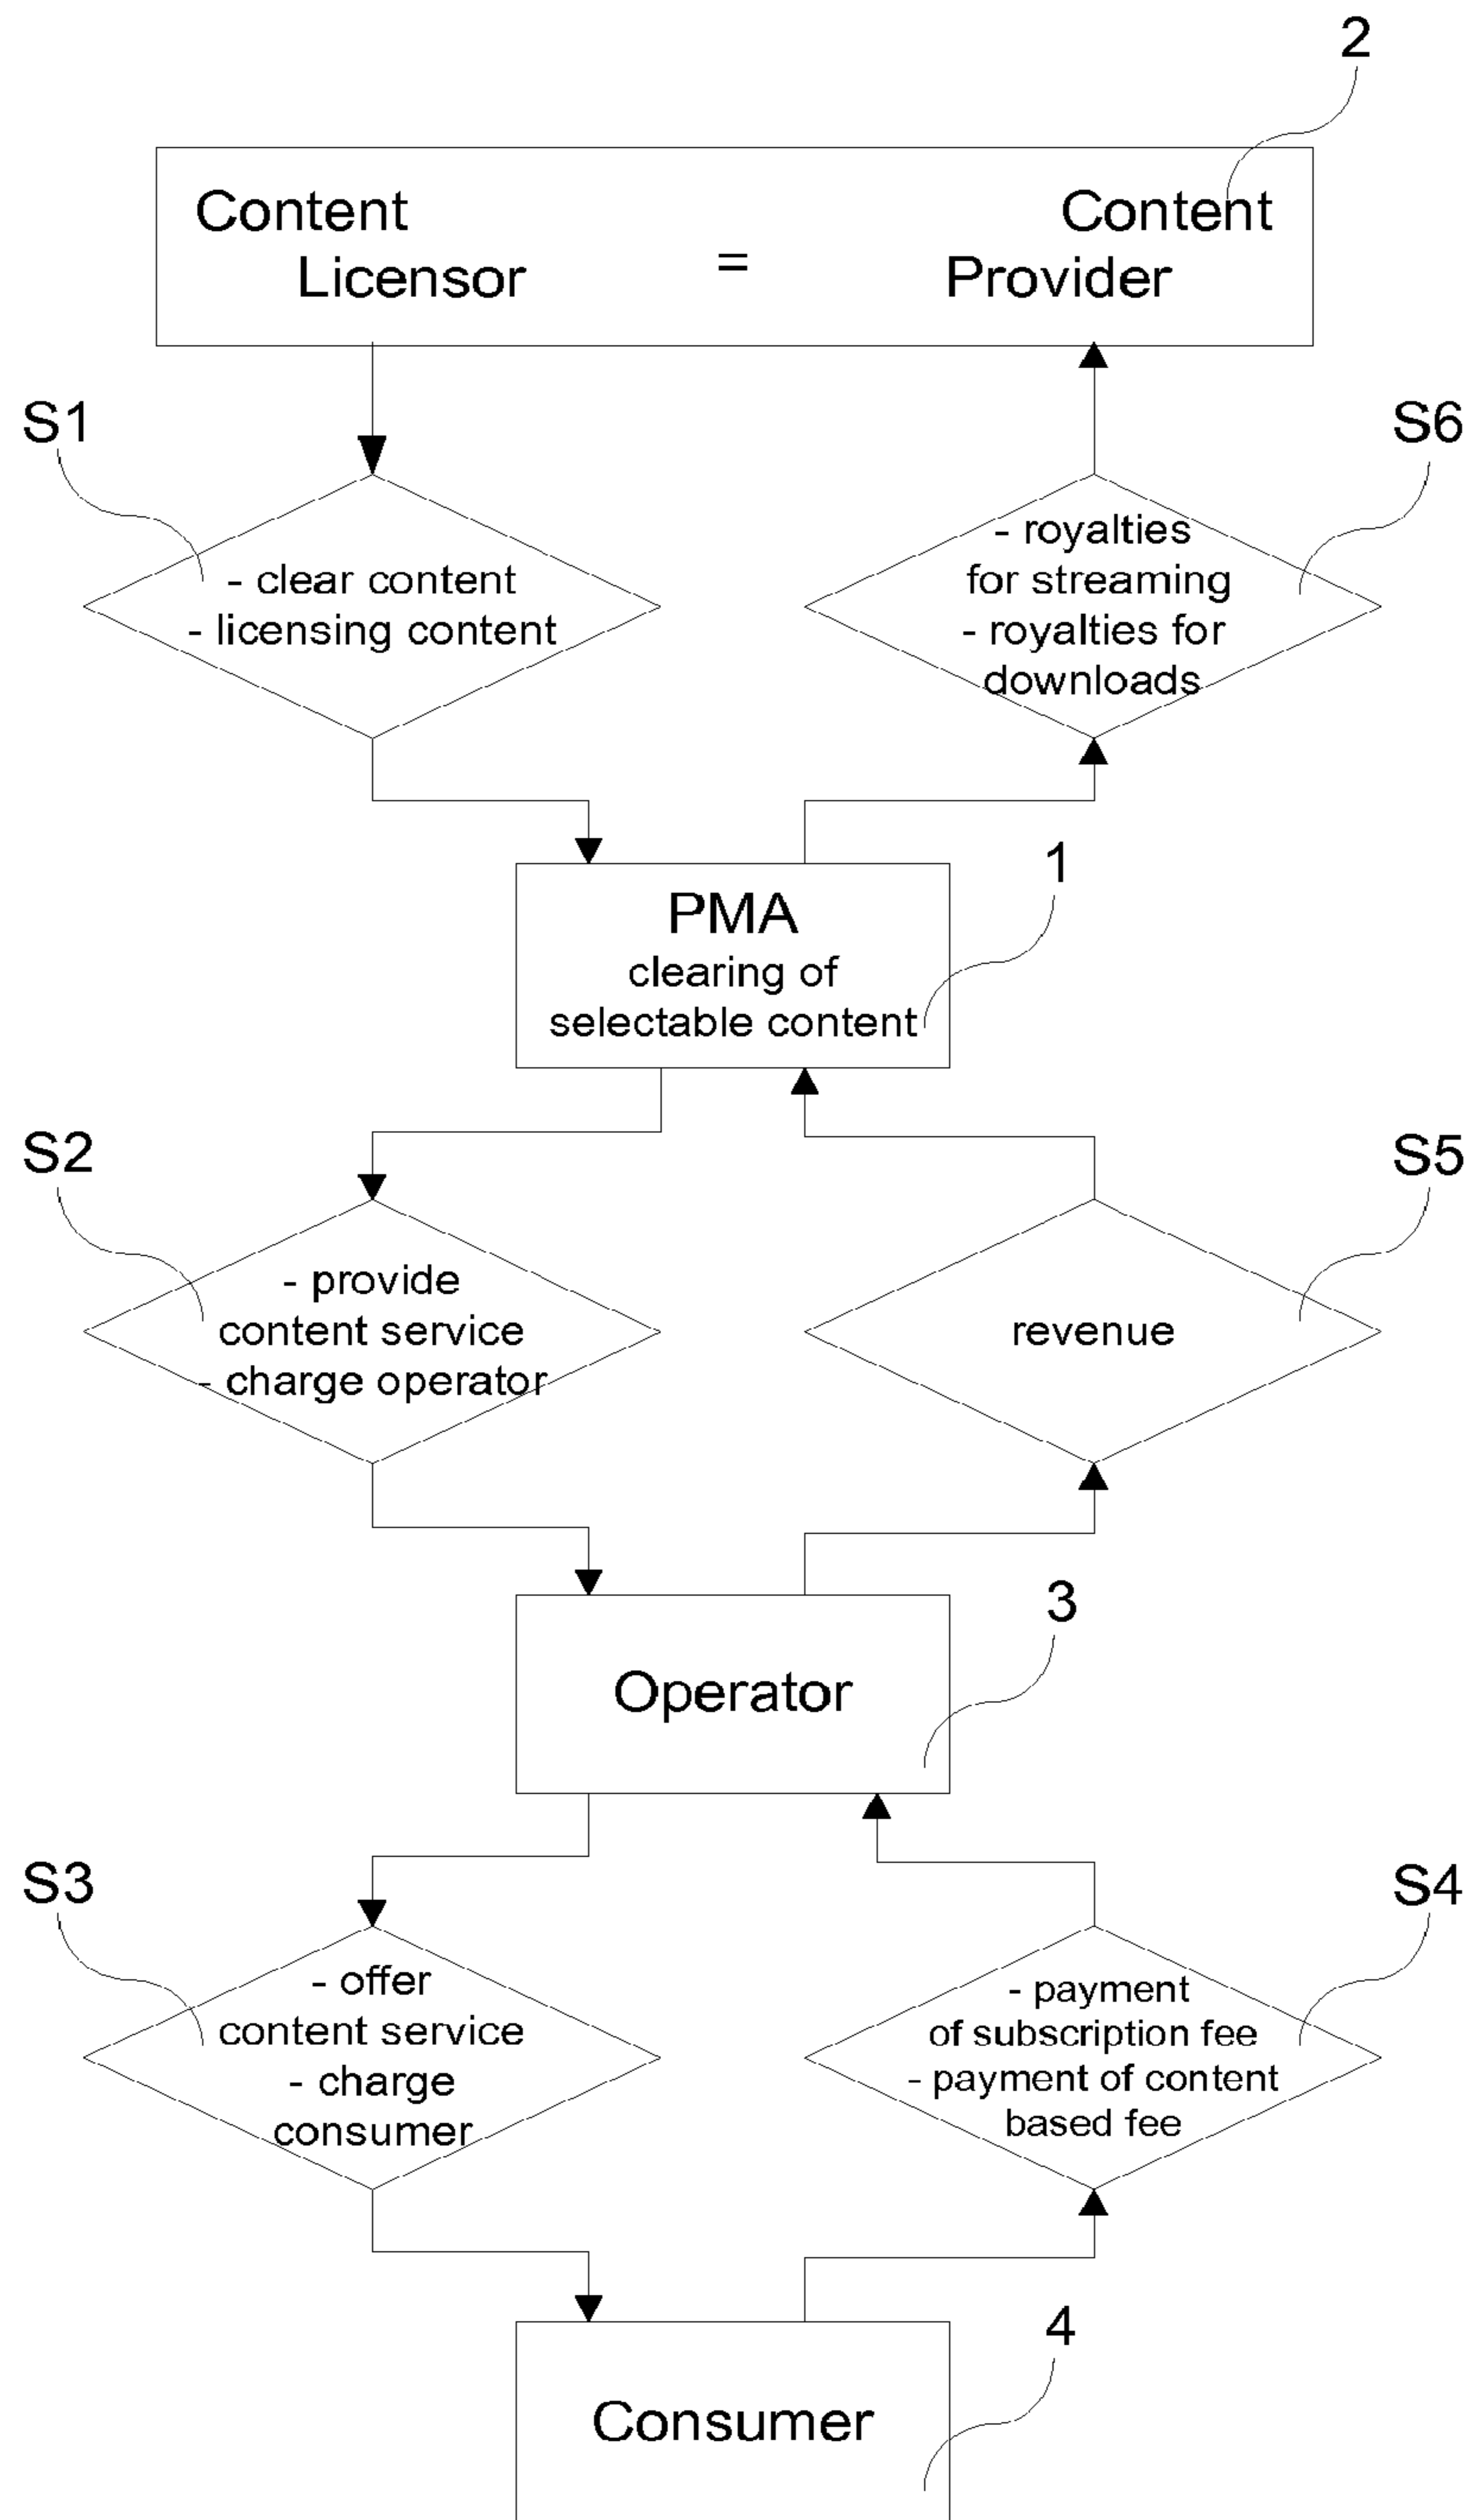 2
Content Content
Licensor = Provider
S1 S6
- clear content
- licensing content
- royalties
for streaming
- royalties for
downloads
1
PMA
clearing of
selectable content
S2 S5
- provide
content service
- charge operator
revenue
3
Operator
S3 S4
- offer
content service
- charge
consumer
- payment
of subscription fee
- payment of content
based fee
4
Consumer